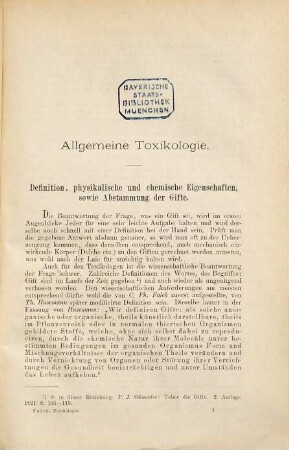 BAYERISCHE
STAATS-
BIBLIOTHEK
MUENCHEN
Allgemeine Toxikologie.
Definition, physikalische und chemische Eigenschaften,
sowie Abstammung der Gifte.
Die Beantwortung der Frage, was ein Gift sei, wird im ersten
Augenblicke Jeder für eine sehr leichte Aufgabe halten und wird der-
selbe auch schnell mit einer Definition bei der Hand sein. Prüft man
die gegebene Antwort alsdann genauer, so wird man sich oft zu der Ueber-
zeugung kommen, dass derselben entsprechend, auch mechanisch ein-
wirkende Körper (Dolche etc.) zu den Giften gerechnet werden müssten,
was wohl auch der Laie für unrichtig halten wird.
Auch für den Toxikologen ist die wissenschaftliche Beantwortung
der Frage schwer. Zahlreiche Definitionen des Wortes, des Begriffes:
Gift sind im Laufe der Zeit gegeben ¹) und auch wieder verlassen worden.
Den wissenschaftlichen Anforderungen aber am meisten
entsprechend dürfte wohl die von C. Ph. Falck zuerst aufgestellte, von
Th. Husemann später modificirte Definition sein. Dieselbe lautet in der
Fassung von Husemann: „Wir definiren Gifte: als solche anor-
ganische oder organische, theils künstlich darstellbare, theils
im Pflanzenreich oder in normalen thierischen Organismen
gebildete Stoffe, welche ohne sich dabei zu reprodu-
ciren, durch die chemische Natur ihrer Moleküle unter be-
stimmten Bedingungen im gesunden Organismus Form und
Mischungsverhältnisse der organischen Theile verändern und
durch Vernichtung von Organen oder Störung ihrer Verrich-
tungen die Gesundheit beeinträchtigen und unter Umständen
das Leben aufheben.“
¹) S. in dieser Beziehung: P. J. Schneider: Ueber die Gifte. 2. Auflage
1821. S. 101—110.
Falck, Toxikologie. 1